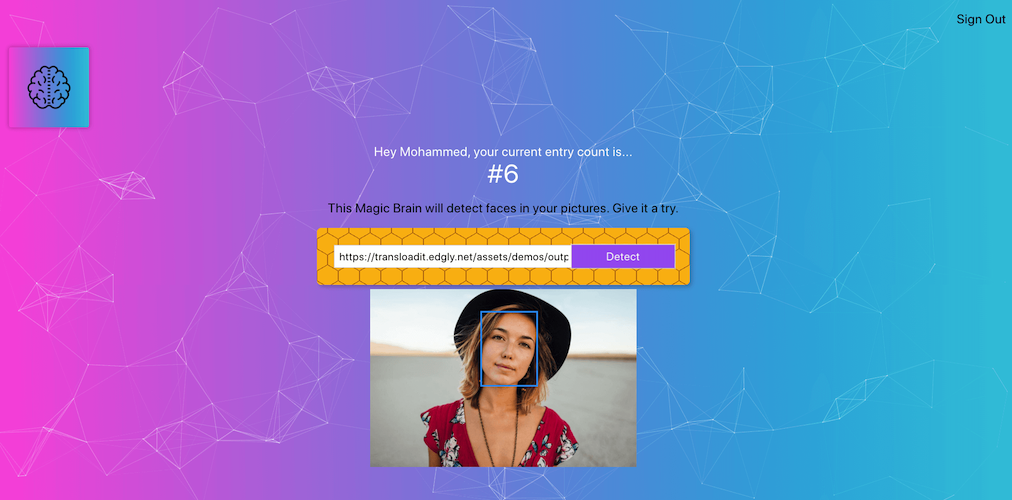 Sign Out
Hey Mohammed, your current entry count is...
#6
This Magic Brain will detect faces in your pictures. Give it a try.
https://transloadit.edgly.net/assets/demos/outp
Detect